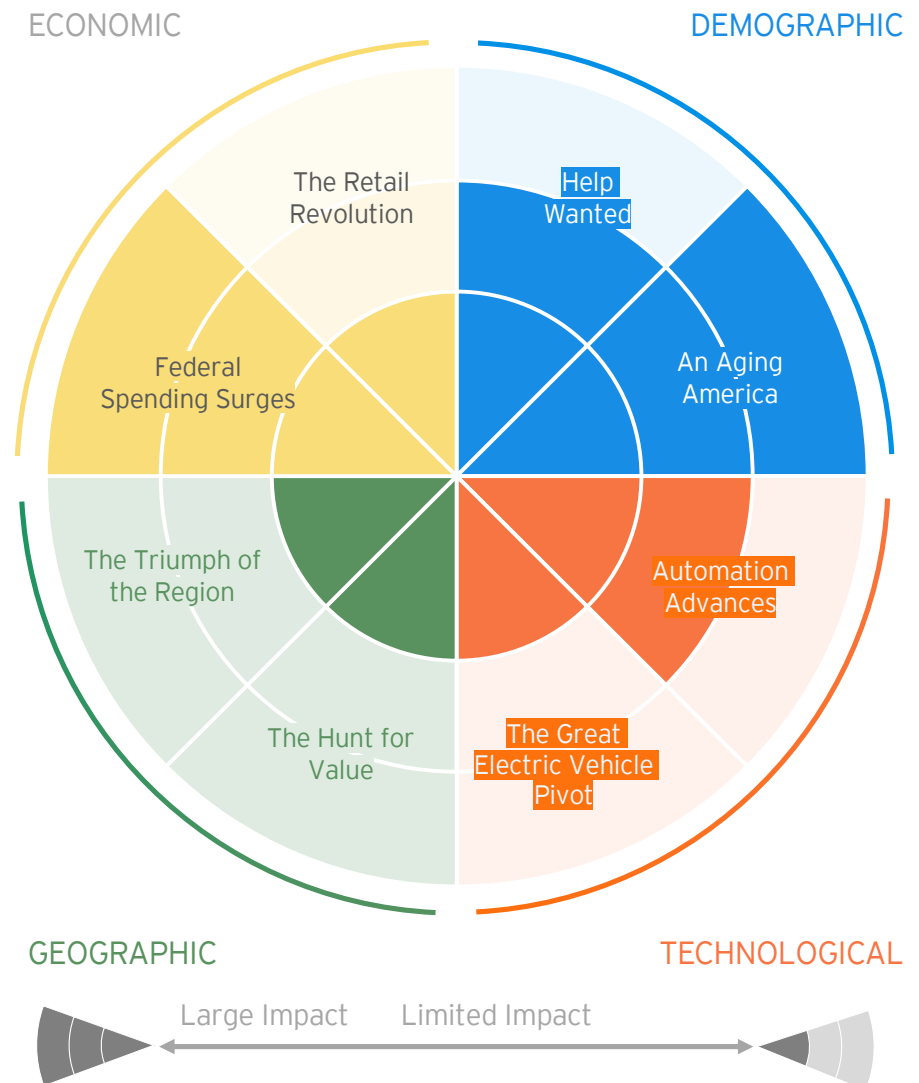 ECONOMIC
DEMOGRAPHIC
The Retail
Revolution
Help
Wanted
Federal
Spending Surges
An Aging
America
The Triumph of
the Region
Automation
Advances
The Hunt for
Value
The Great
Electric Vehicle
Pivot
GEOGRAPHIC
TECHNOLOGICAL
Large Impact
Limited Impact